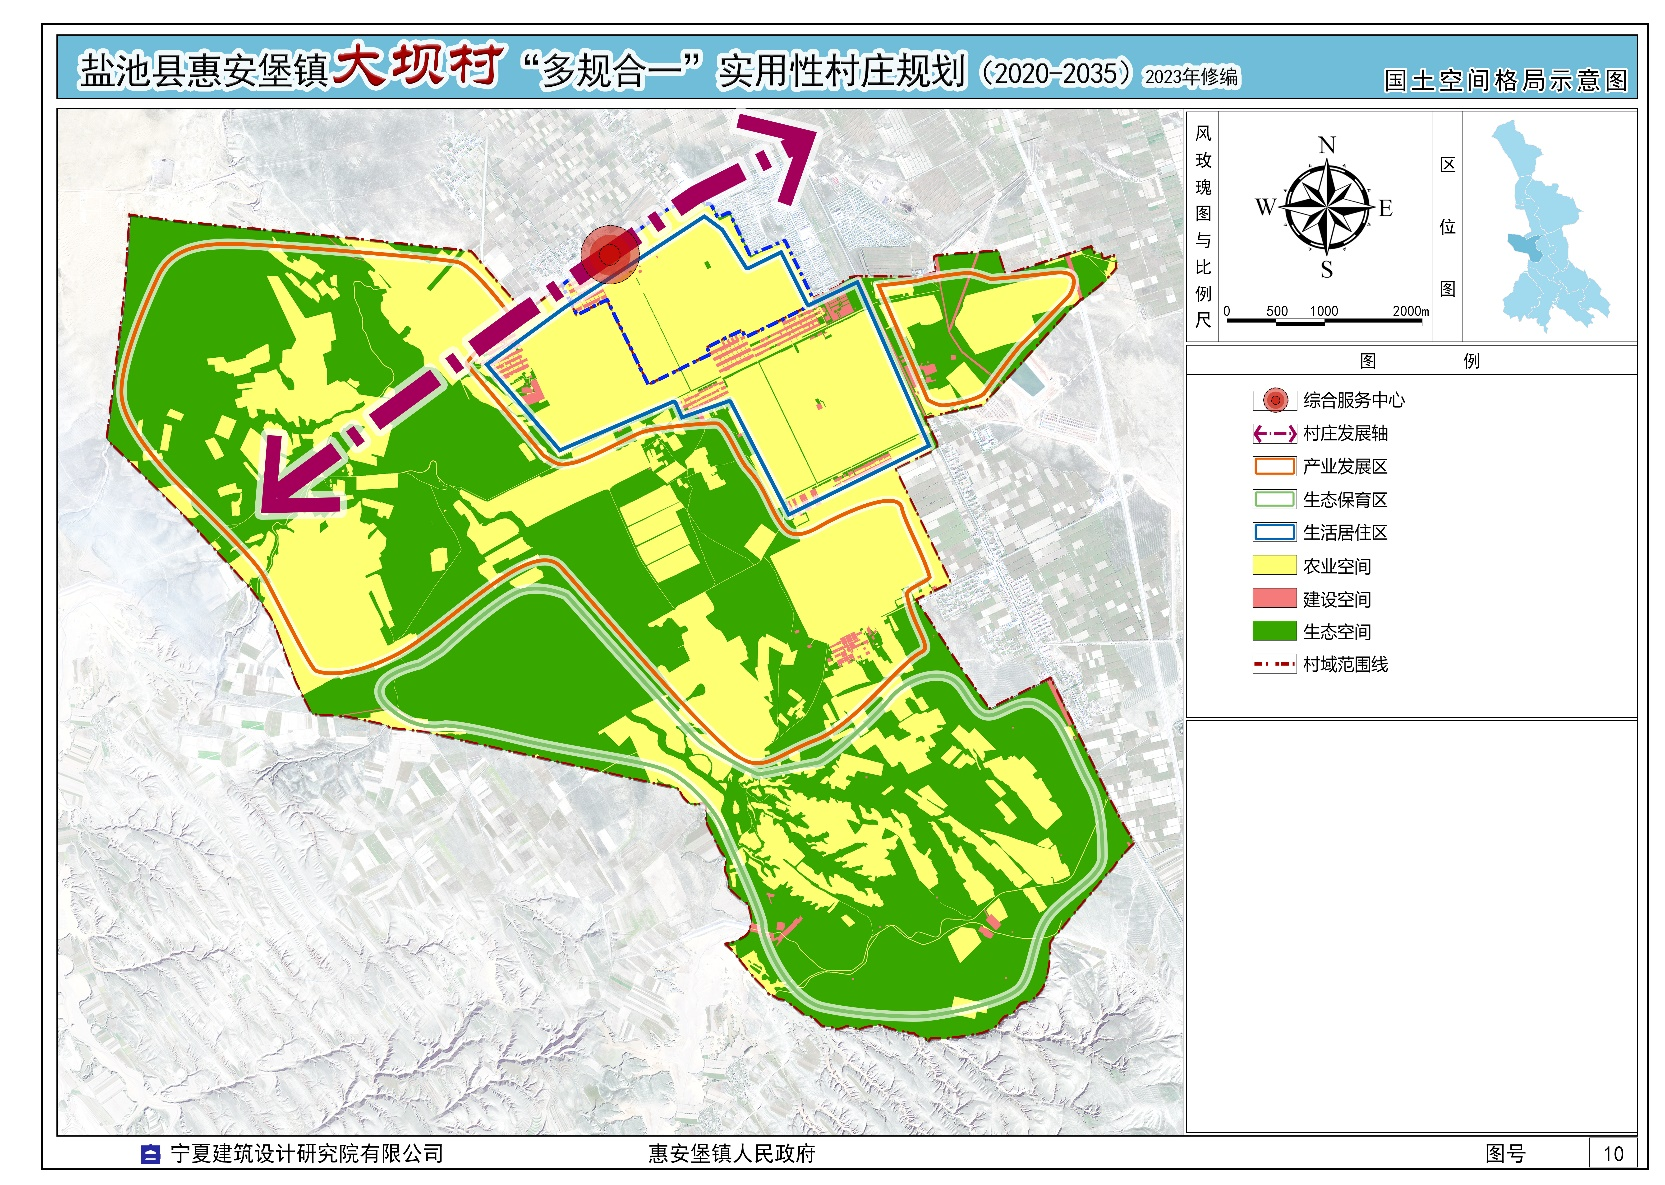 盐池县惠安堡镇大坝村“多规合一”实用性村庄规划（2020-2035）2023年修编
国土空间格局示意图
风玫瑰图与比例尺
N
W E
S
0 500 1000 2000m
区位图
图例
综合服务中心
村庄发展轴
产业发展区
生态保育区
生活居住区
农业空间
建设空间
生态空间
村域范围线
宁夏建筑设计研究院有限公司
惠安堡镇人民政府
图号 10